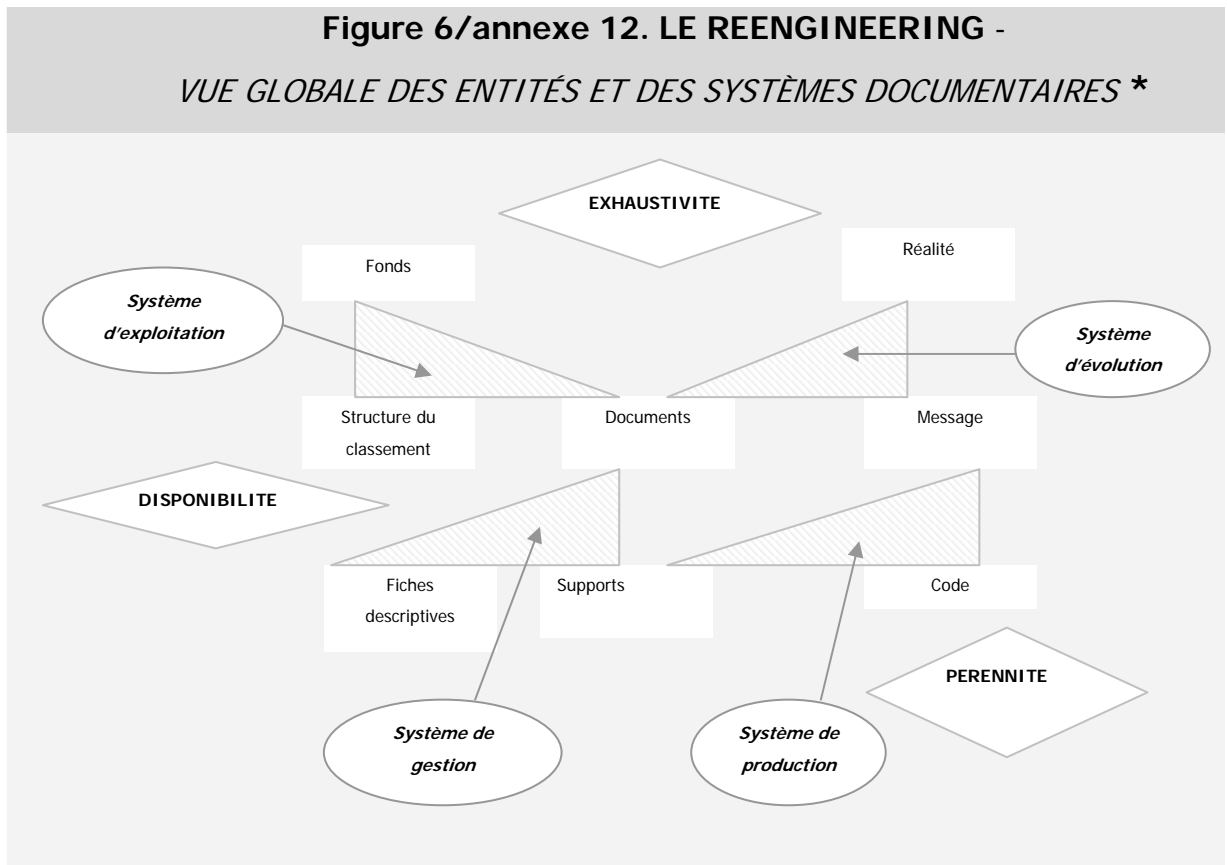 Figure 6/annexe 12. LE REENGINEERING -
VUE GLOBALE DES ENTITÉS ET DES SYSTÈMES DOCUMENTAIRES *
EXHAUSTIVITE
Fonds
Réalité
Système
d'exploitation
Système
d'évolution
Structure du
classement
Documents
Message
DISPONIBILITE
Fiches
descriptives
Supports
Code
PERENNITE
Système de
gestion
Système de
production